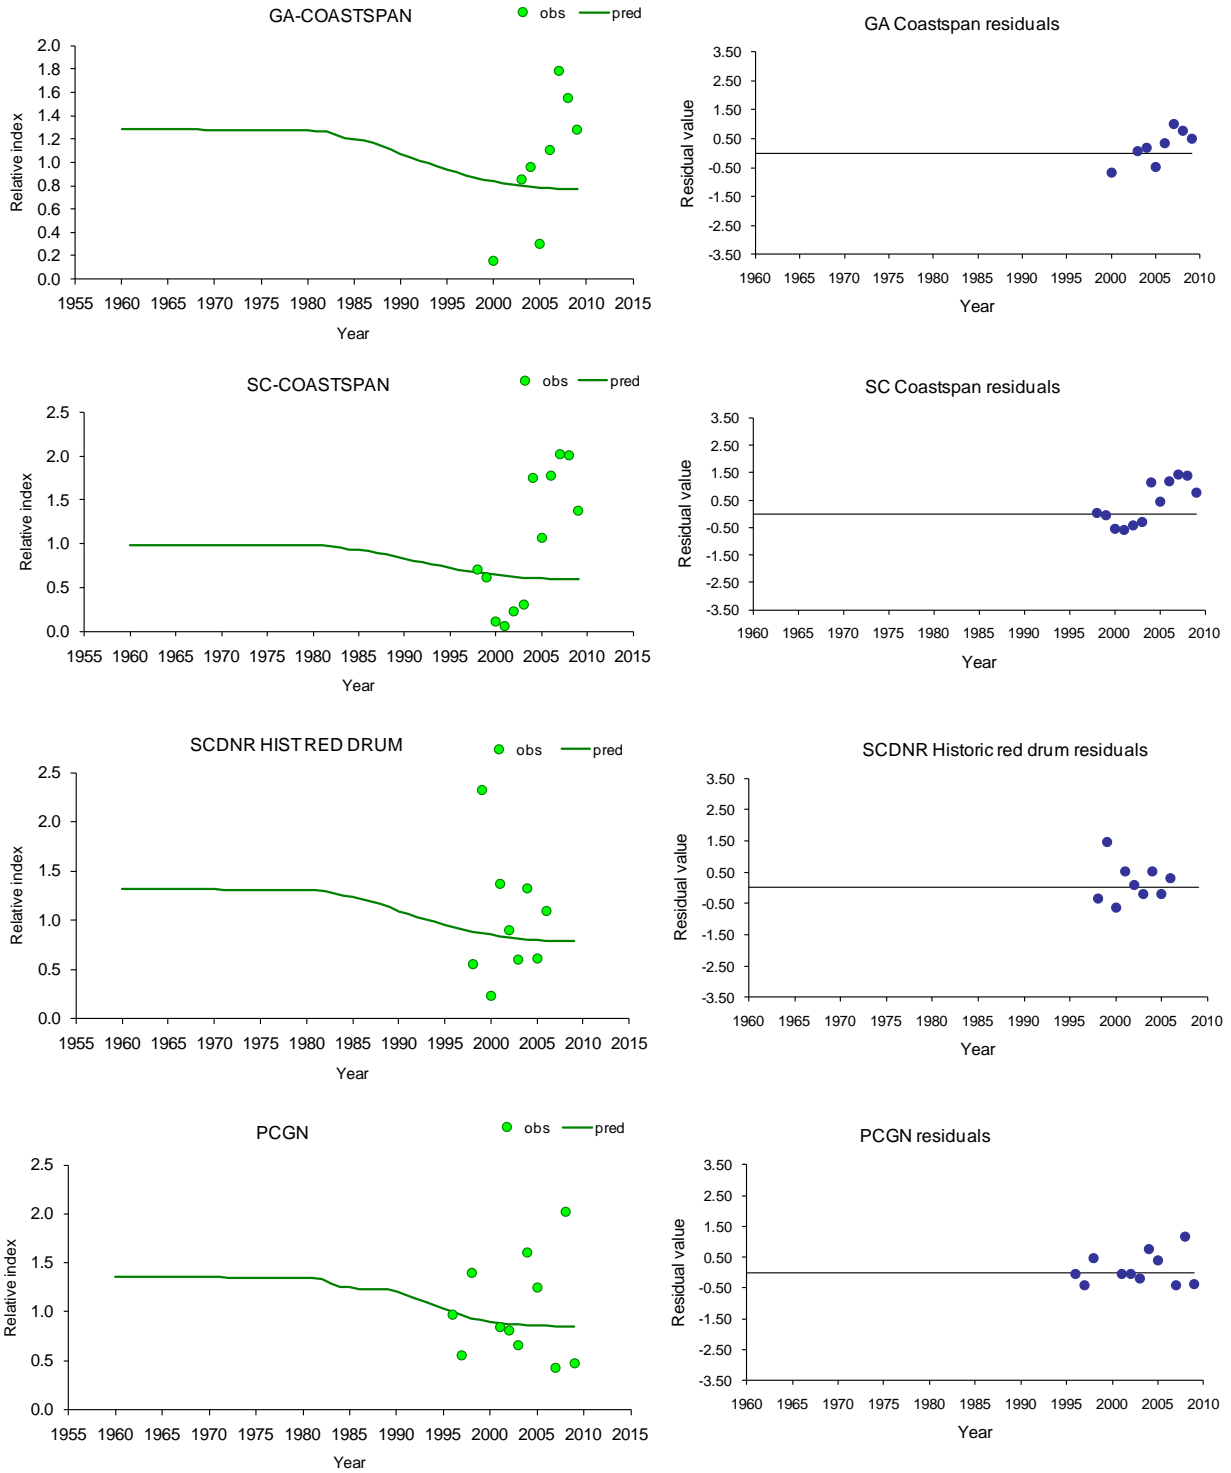 GA-COASTSPAN
obs pred
2.0
1.8
1.6
1.4
1.2
1.0
0.8
0.6
0.4
0.2
0.0
Relative index
1955 1960 1965 1970 1975 1980 1985 1990 1995 2000 2005 2010 2015
Year
GA Coastspan residuals
3.50
2.50
1.50
0.50
-0.50
-1.50
-2.50
-3.50
Residual value
1960 1965 1970 1975 1980 1985 1990 1995 2000 2005 2010
Year
SC-COASTSPAN
obs pred
2.5
2.0
1.5
1.0
0.5
0.0
Relative index
1955 1960 1965 1970 1975 1980 1985 1990 1995 2000 2005 2010 2015
Year
SC Coastspan residuals
3.50
2.50
1.50
0.50
-0.50
-1.50
-2.50
-3.50
Residual value
1960 1965 1970 1975 1980 1985 1990 1995 2000 2005 2010
Year
SCDNR HIST RED DRUM
obs pred
2.5
2.0
1.5
1.0
0.5
0.0
Relative index
1955 1960 1965 1970 1975 1980 1985 1990 1995 2000 2005 2010 2015
Year
SCDNR Historic red drum residuals
3.50
2.50
1.50
0.50
-0.50
-1.50
-2.50
-3.50
Residual value
1960 1965 1970 1975 1980 1985 1990 1995 2000 2005 2010
Year
PCGN
obs pred
2.5
2.0
1.5
1.0
0.5
0.0
Relative index
1955 1960 1965 1970 1975 1980 1985 1990 1995 2000 2005 2010 2015
Year
PCGN residuals
3.50
2.50
1.50
0.50
-0.50
-1.50
-2.50
-3.50
Residual value
1960 1965 1970 1975 1980 1985 1990 1995 2000 2005 2010
Year